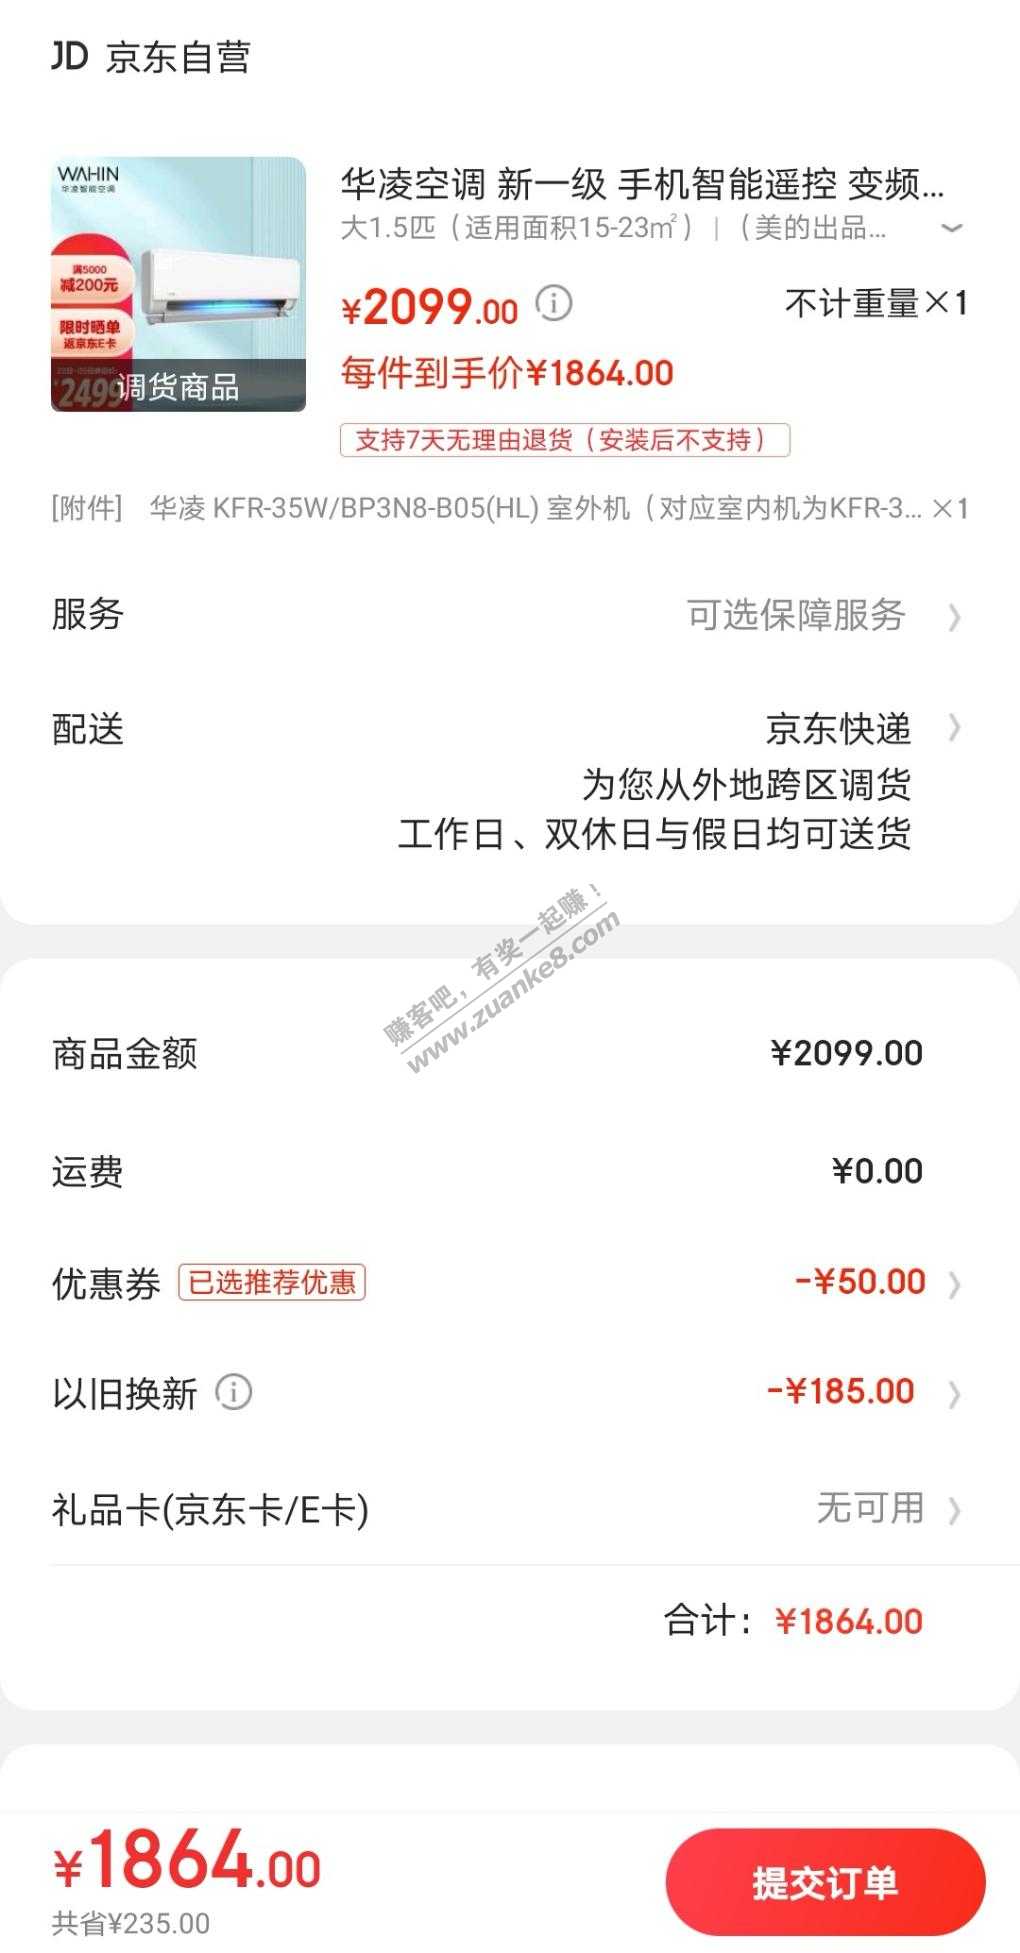 JD 京东自营
WAHIN
华凌智能空调
满5000
减200元
限时晒单
返京东E卡
2499
调货商品
华凌空调 新一级 手机智能遥控 变频...
大1.5匹（适用面积15-23㎡）|（美的出品...
¥2099.00
不计重量×1
每件到手价¥1864.00
支持7天无理由退货（安装后不支持）
[附件] 华凌 KFR-35W/BP3N8-B05(HL) 室外机（对应室内机为KFR-3... ×1
服务 可选保障服务
配送 京东快递
为您从外地跨区调货
工作日、双休日与假日均可送货
赚客吧，有奖一起赚！
www.zuanke8.com
商品金额 ¥2099.00
运费 ¥0.00
优惠券 已选推荐优惠 -¥50.00
以旧换新 -¥185.00
礼品卡(京东卡/E卡) 无可用
合计： ¥1864.00
¥1864.00
共省¥235.00
提交订单